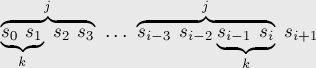 j j
s₀ s₁ s₂ s₃ … sᵢ₋₃ sᵢ₋₂ sᵢ₋₁ sᵢ sᵢ₊₁
k k